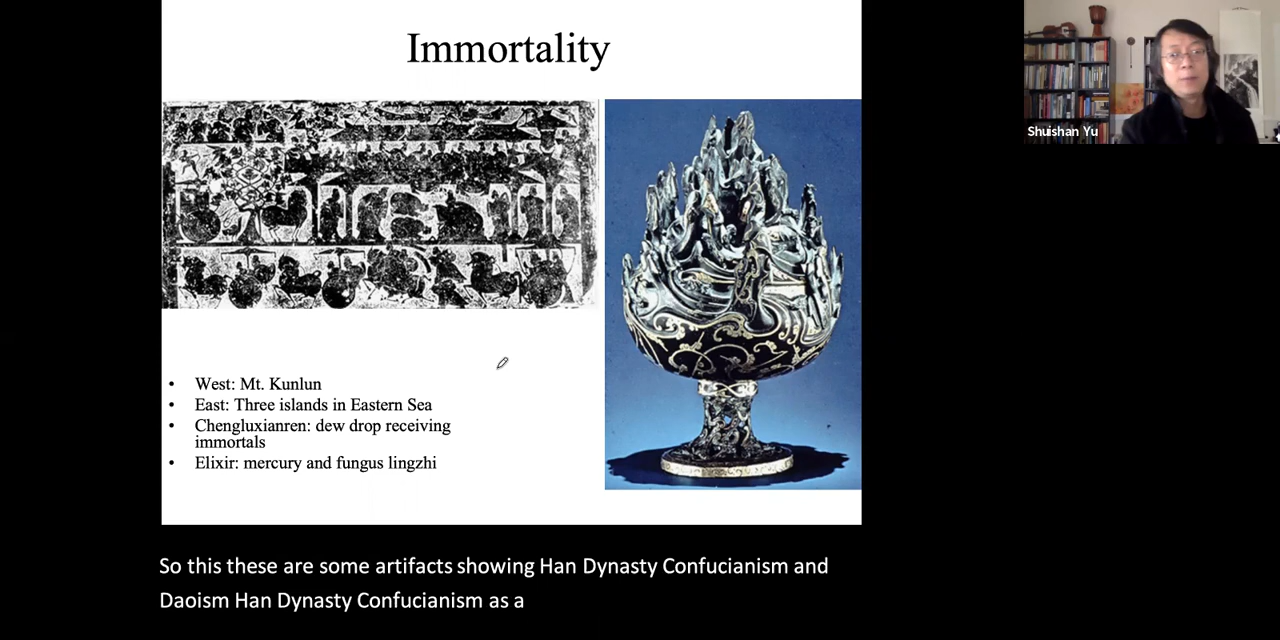 Immortality
Shuishan Yu
• West: Mt. Kunlun
• East: Three islands in Eastern Sea
• Chengluxianren: dew drop receiving
immortals
• Elixir: mercury and fungus lingzhi
So this these are some artifacts showing Han Dynasty Confucianism and
Daoism Han Dynasty Confucianism as a